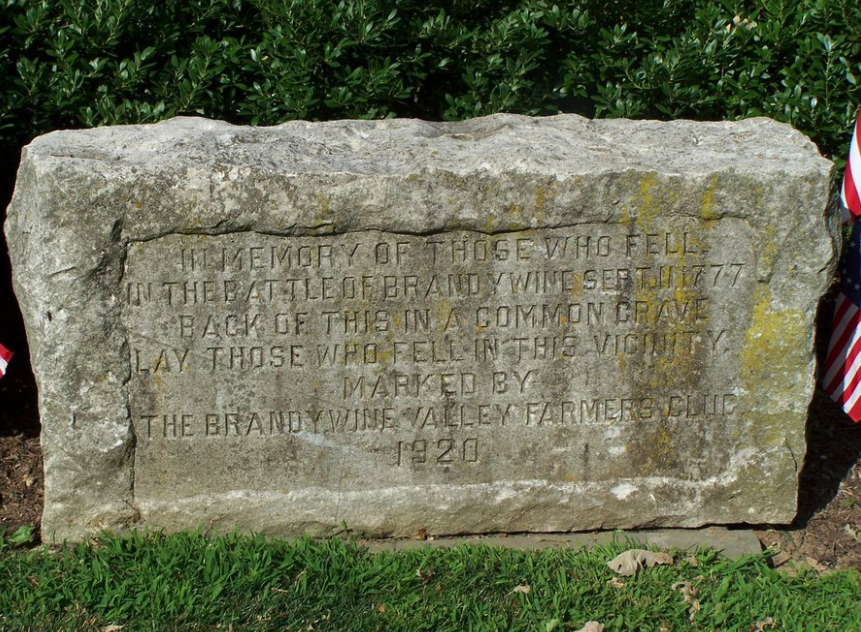 IN MEMORY OF THOSE WHO FELL
IN THE BATTLE OF BRANDYWINE SEPT. 11 1777
BACK OF THIS IN A COMMON GRAVE
LAY THOSE WHO FELL IN THIS VICINITY
MARKED BY
THE BRANDYWINE VALLEY FARMERS CLUB
1920